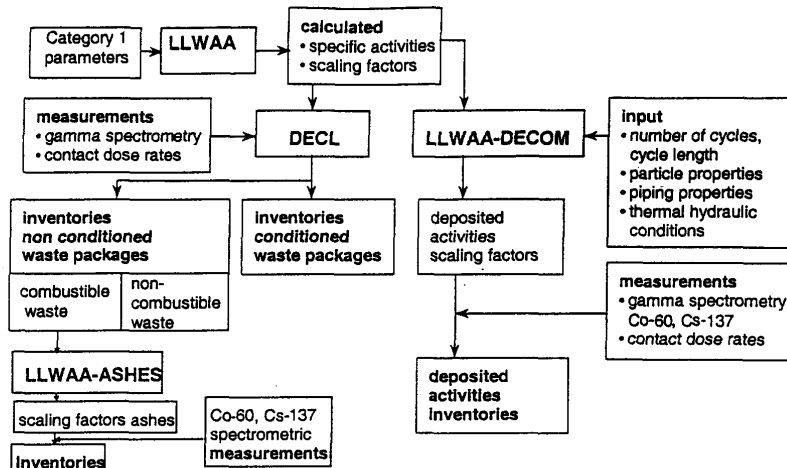 Category 1
parameters
LLWAA
calculated
• specific activities
• scaling factors
measurements
• gamma spectrometry
• contact dose rates
DECL
LLWAA-DECOM
input
• number of cycles,
cycle length
• particle properties
• piping properties
• thermal hydraulic
conditions
inventories
non conditioned
waste packages
inventories
conditioned
waste packages
deposited
activities
scaling factors
combustible
waste
non-
combustible
waste
measurements
• gamma spectrometry
Co-60, Cs-137
• contact dose rates
LLWAA-ASHES
deposited
activities
inventories
scaling factors ashes
Co-60, Cs-137
spectrometric
measurements
Inventories